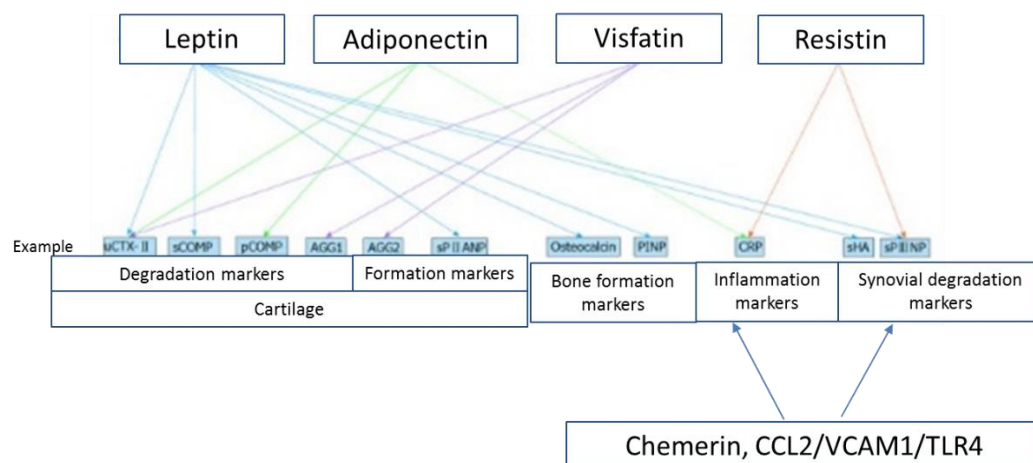 Leptin Adiponectin Visfatin Resistin
Example uCTX-Ⅱ sCOMP pCOMP AGG1 AGG2 sPⅡANP Osteocalcin PINP CRP sHA sPⅢNP
Degradation markers Formation markers
Cartilage
Bone formation
markers
Inflammation
markers
Synovial degradation
markers
Chemerin, CCL2/VCAM1/TLR4